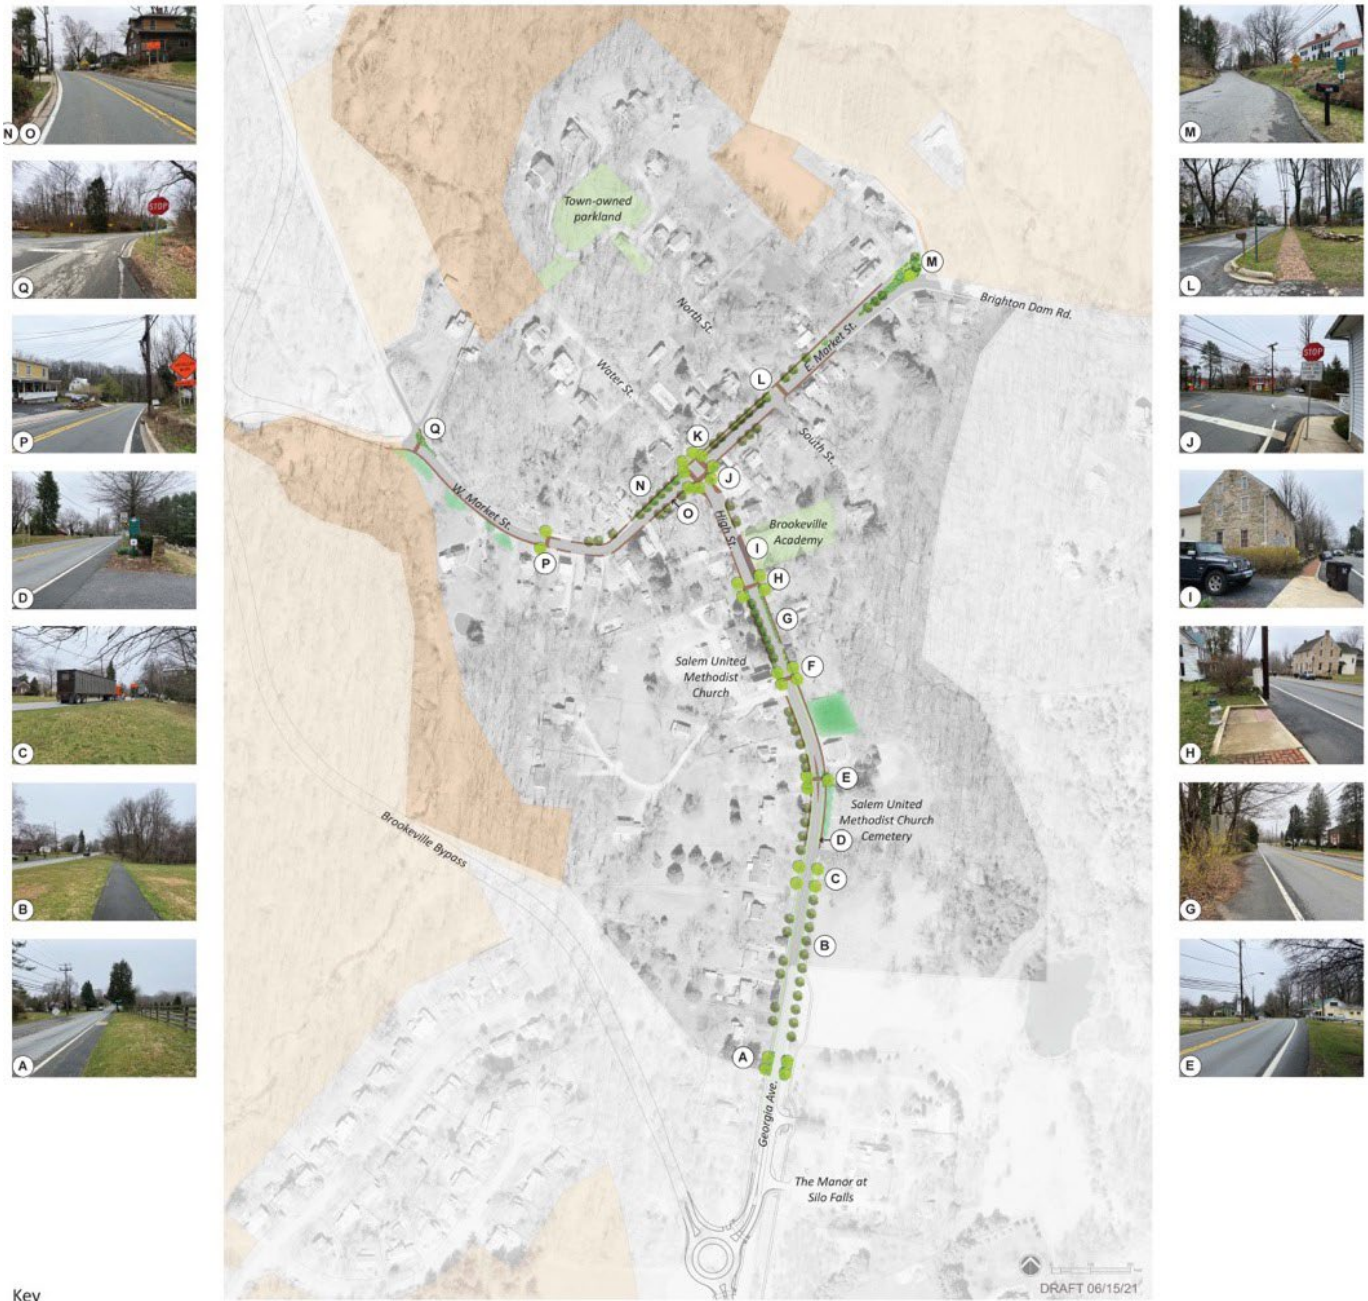 N O
Q
P
D
C
B
A
M
L
J
I
H
G
E
Town-owned
parkland
M
Brighton Dam Rd.
North St.
E. Market St.
Water St.
L
Q
K
South St.
W. Market St.
N
J
O
High St.
Brookeville
Academy
P
I
H
G
Salem United
Methodist
Church
F
E
Salem United
Methodist Church
Cemetery
Brookeville Bypass
D
C
B
A
Georgia Ave.
The Manor at
Silo Falls
DRAFT 06/15/21
Key
STOP
STOP